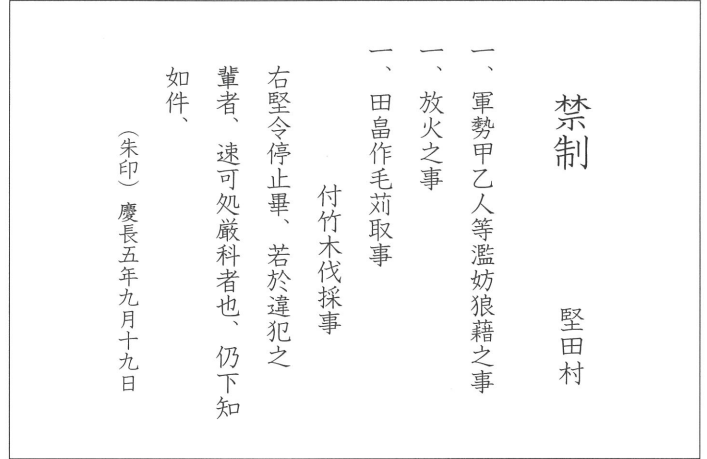 禁制　堅田村
一、軍勢甲乙人等濫妨狼藉之事
一、放火之事
一、田畠作毛苅取事
付竹木伐採事
右堅令停止畢、若於違犯之
輩者、速可処厳科者也、仍下知
如件、
（朱印）慶長五年九月十九日